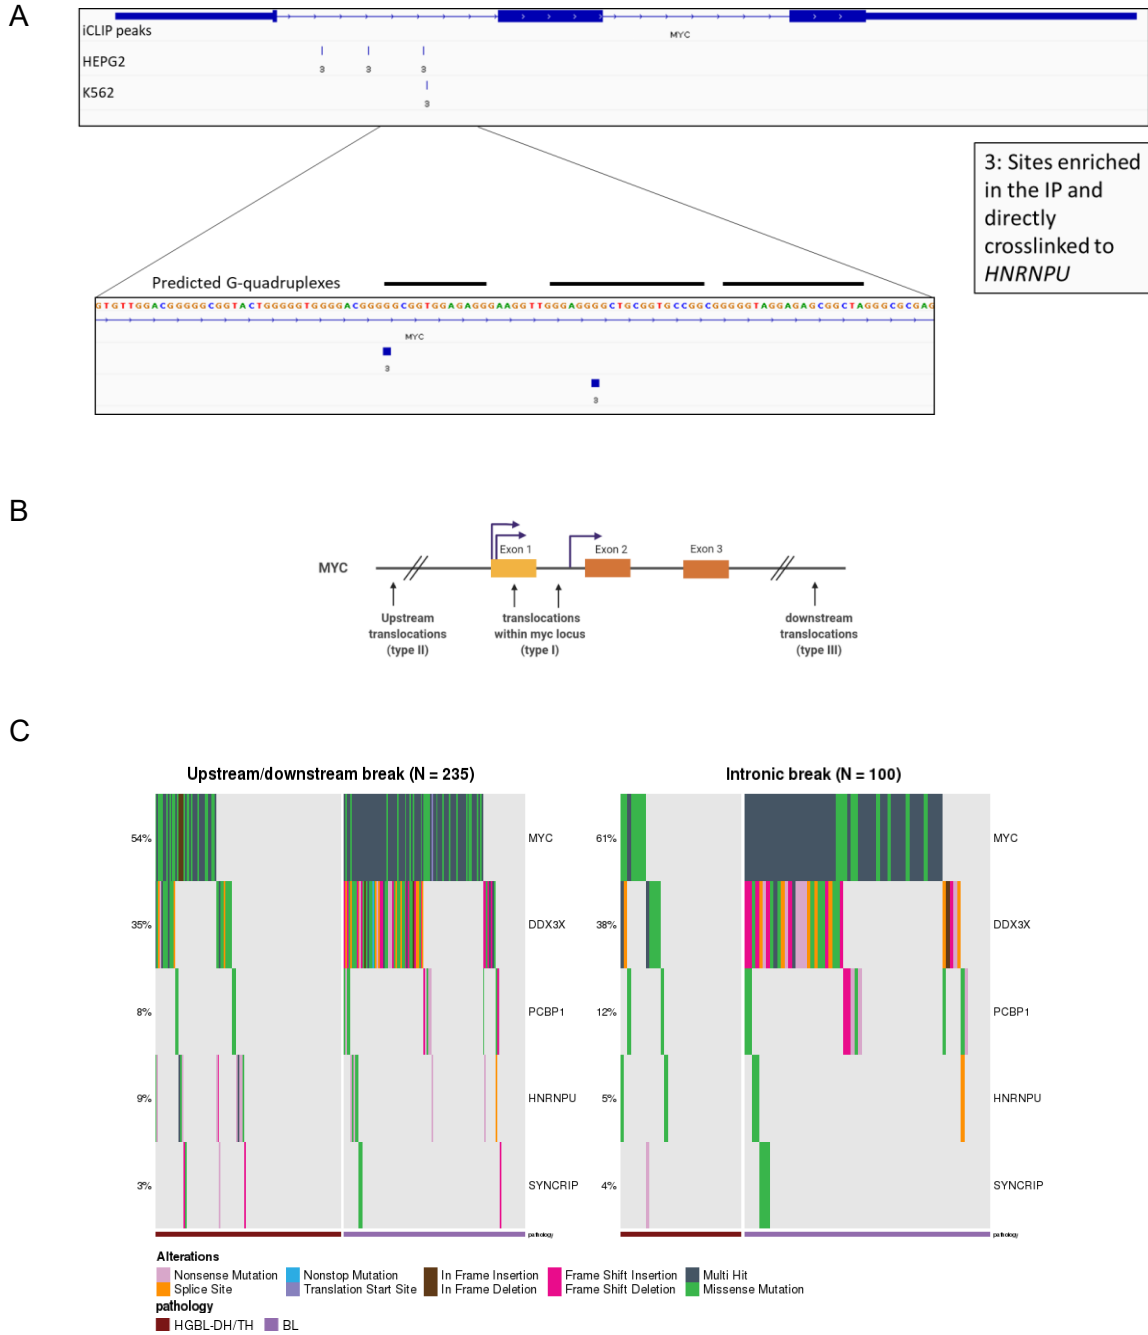 A
iCLIP peaks
MYC
HEPG2
3 3 3
K562
3
3: Sites enriched
in the IP and
directly
crosslinked to
HNRNPU
Predicted G-quadruplexes
GTGTTGGACGGGGGCGGTACTGGGGGTGGGGACGGGGGCGGTGGAGAGGGAAGGTTGGGAGGGGCTGCGGTGCCGGCGGGGGTAGGAGAGCGGCTAGGGCGCGAG
MYC
3
3
B
Exon 1 Exon 2 Exon 3
MYC
Upstream
translocations
(type II)
translocations
within myc locus
(type I)
downstream
translocations
(type III)
C
Upstream/downstream break (N = 235)
Intronic break (N = 100)
54% MYC 61% MYC
35% DDX3X 38% DDX3X
8% PCBP1 12% PCBP1
9% HNRNPU 5% HNRNPU
3% SYNCRIP 4% SYNCRIP
pathology pathology
Alterations
Nonsense Mutation Nonstop Mutation In Frame Insertion Frame Shift Insertion Multi Hit
Splice Site Translation Start Site In Frame Deletion Frame Shift Deletion Missense Mutation
pathology
HGBL-DH/TH BL